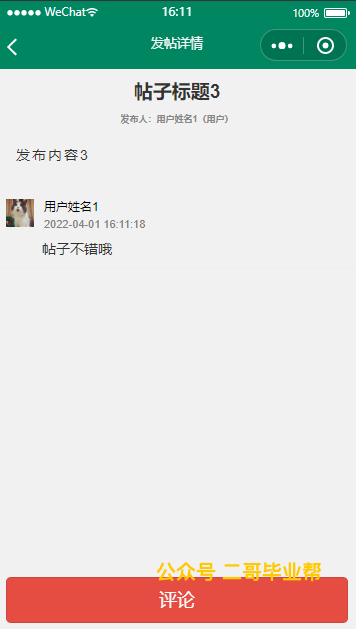 WeChat 16:11 100%
发帖详情
帖子标题3
发布人：用户姓名1（用户）
发布内容3
用户姓名1
2022-04-01 16:11:18
帖子不错哦
公众号 二哥毕业帮
评论